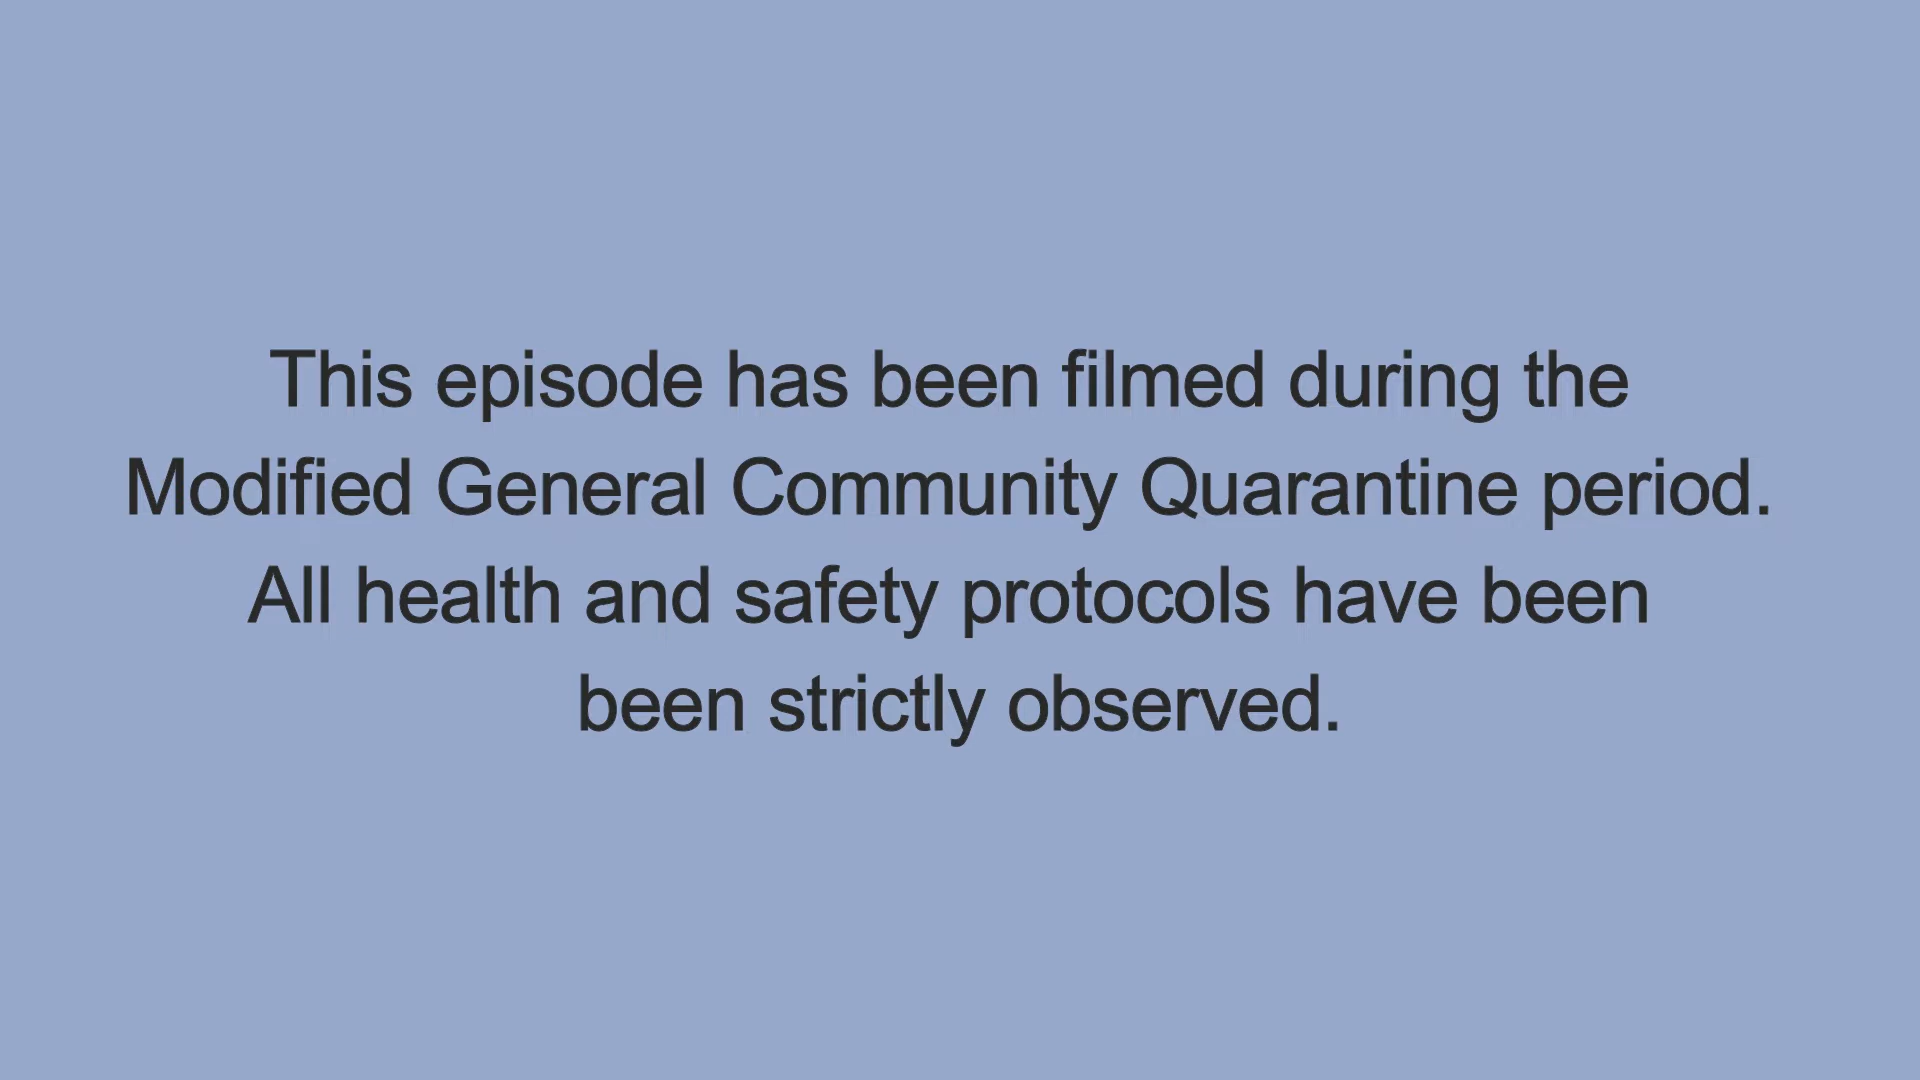 This episode has been filmed during the
Modified General Community Quarantine period.
All health and safety protocols have been
been strictly observed.